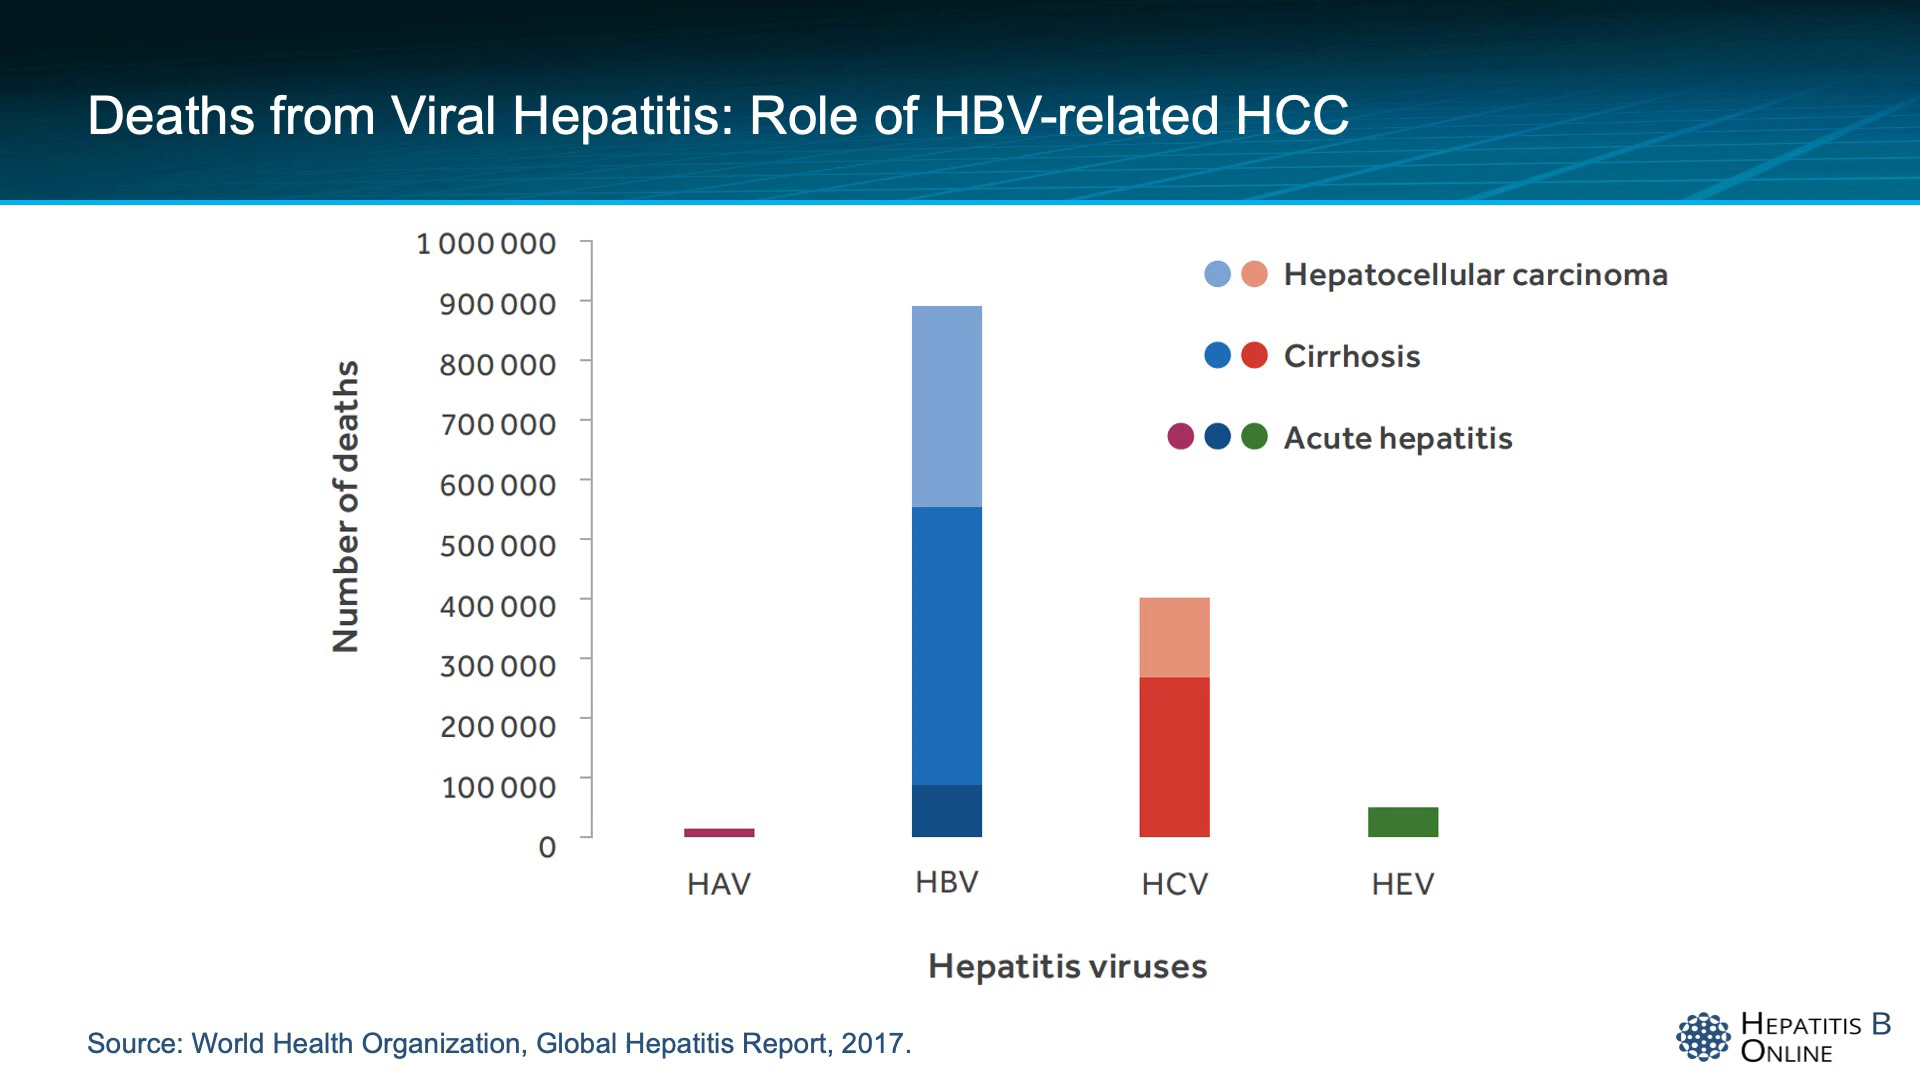 Deaths from Viral Hepatitis: Role of HBV-related HCC
1 000 000
900 000
800 000
700 000
600 000
500 000
400 000
300 000
200 000
100 000
0
Number of deaths
Hepatocellular carcinoma
Cirrhosis
Acute hepatitis
HAV
HBV
HCV
HEV
Hepatitis viruses
Source: World Health Organization, Global Hepatitis Report, 2017.
HEPATITIS B
ONLINE